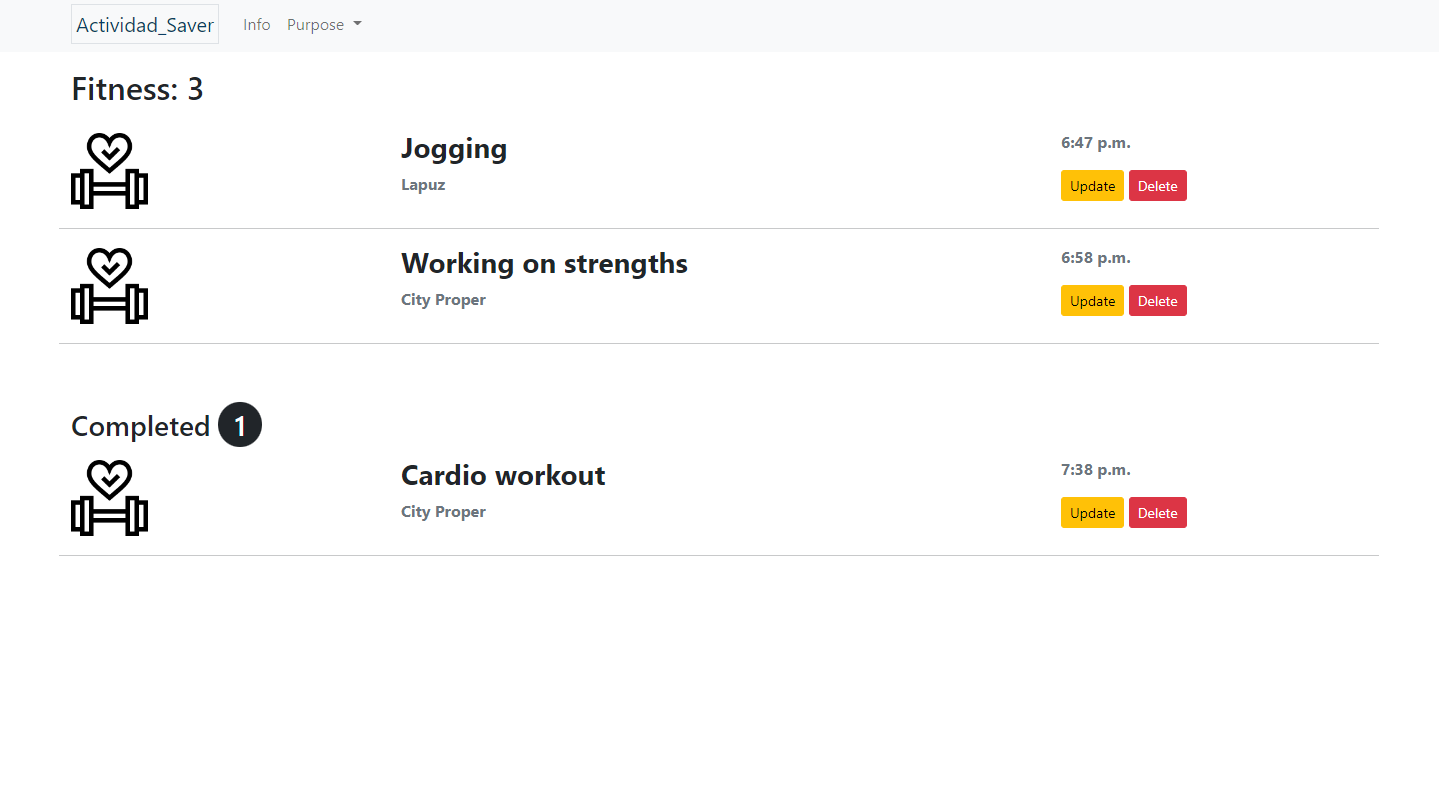 Actividad_Saver Info Purpose
Fitness: 3
Jogging
6:47 p.m.
Lapuz
Update Delete
Working on strengths
6:58 p.m.
City Proper
Update Delete
Completed 1
Cardio workout
7:38 p.m.
City Proper
Update Delete